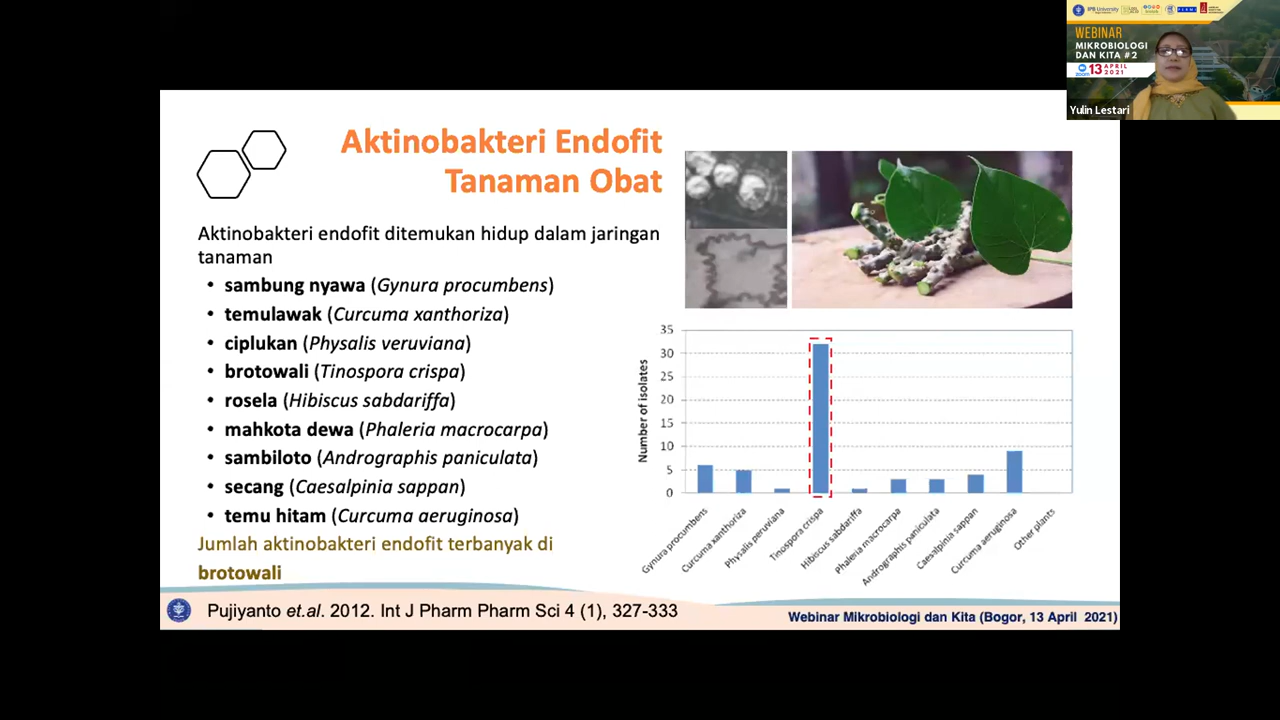 IPB University
WEBINAR
MIKROBIOLOGI
DAN KITA #2
zoom
13 APRIL
2021
Yulin Lestari
Aktinobakteri Endofit
Tanaman Obat
Aktinobakteri endofit ditemukan hidup dalam jaringan
tanaman
• sambung nyawa (Gynura procumbens)
• temulawak (Curcuma xanthoriza)
• ciplukan (Physalis veruviana)
• brotowali (Tinospora crispa)
• rosela (Hibiscus sabdariffa)
• mahkota dewa (Phaleria macrocarpa)
• sambiloto (Andrographis paniculata)
• secang (Caesalpinia sappan)
• temu hitam (Curcuma aeruginosa)
Jumlah aktinobakteri endofit terbanyak di
brotowali
Number of isolates
35
30
25
20
15
10
5
0
Gynura procumbens
Curcuma xanthoriza
Physalis peruviana
Tinospora crispa
Hibiscus sabdariffa
Phaleria macrocarpa
Andrographis paniculata
Caesalpinia sappan
Curcuma aeruginosa
Other plants
Pujiyanto et.al. 2012. Int J Pharm Pharm Sci 4 (1), 327-333
Webinar Mikrobiologi dan Kita (Bogor, 13 April 2021)